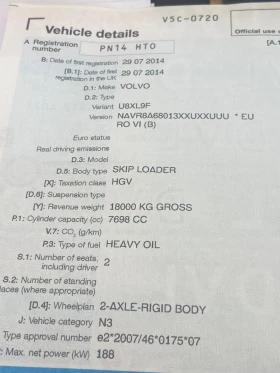 V5C-0720
Vehicle details
Official use
A Registration number PN14 HTO
[A.1
B: Date of first registration 29 07 2014
[B.1]: Date of first registration in the UK 29 07 2014
D.1: Make VOLVO
D.2: Type
Variant U8XL9F
Version NAVR8A68013XXUXXUUU * EU
RO VI (B)
Euro status
Real driving emissions
D.3: Model
D.5: Body type SKIP LOADER
[X]: Taxation class HGV
[D.6]: Suspension type
[Y]: Revenue weight 18000 KG GROSS
P.1: Cylinder capacity (cc) 7698 CC
V.7: CO2 (g/km)
P.3: Type of fuel HEAVY OIL
S.1: Number of seats, including driver 2
S.2: Number of standing
places (where appropriate)
[D.4]: Wheelplan 2-AXLE-RIGID BODY
J: Vehicle category N3
Type approval number e2*2007/46*0175*07
: Max. net power (kW) 188